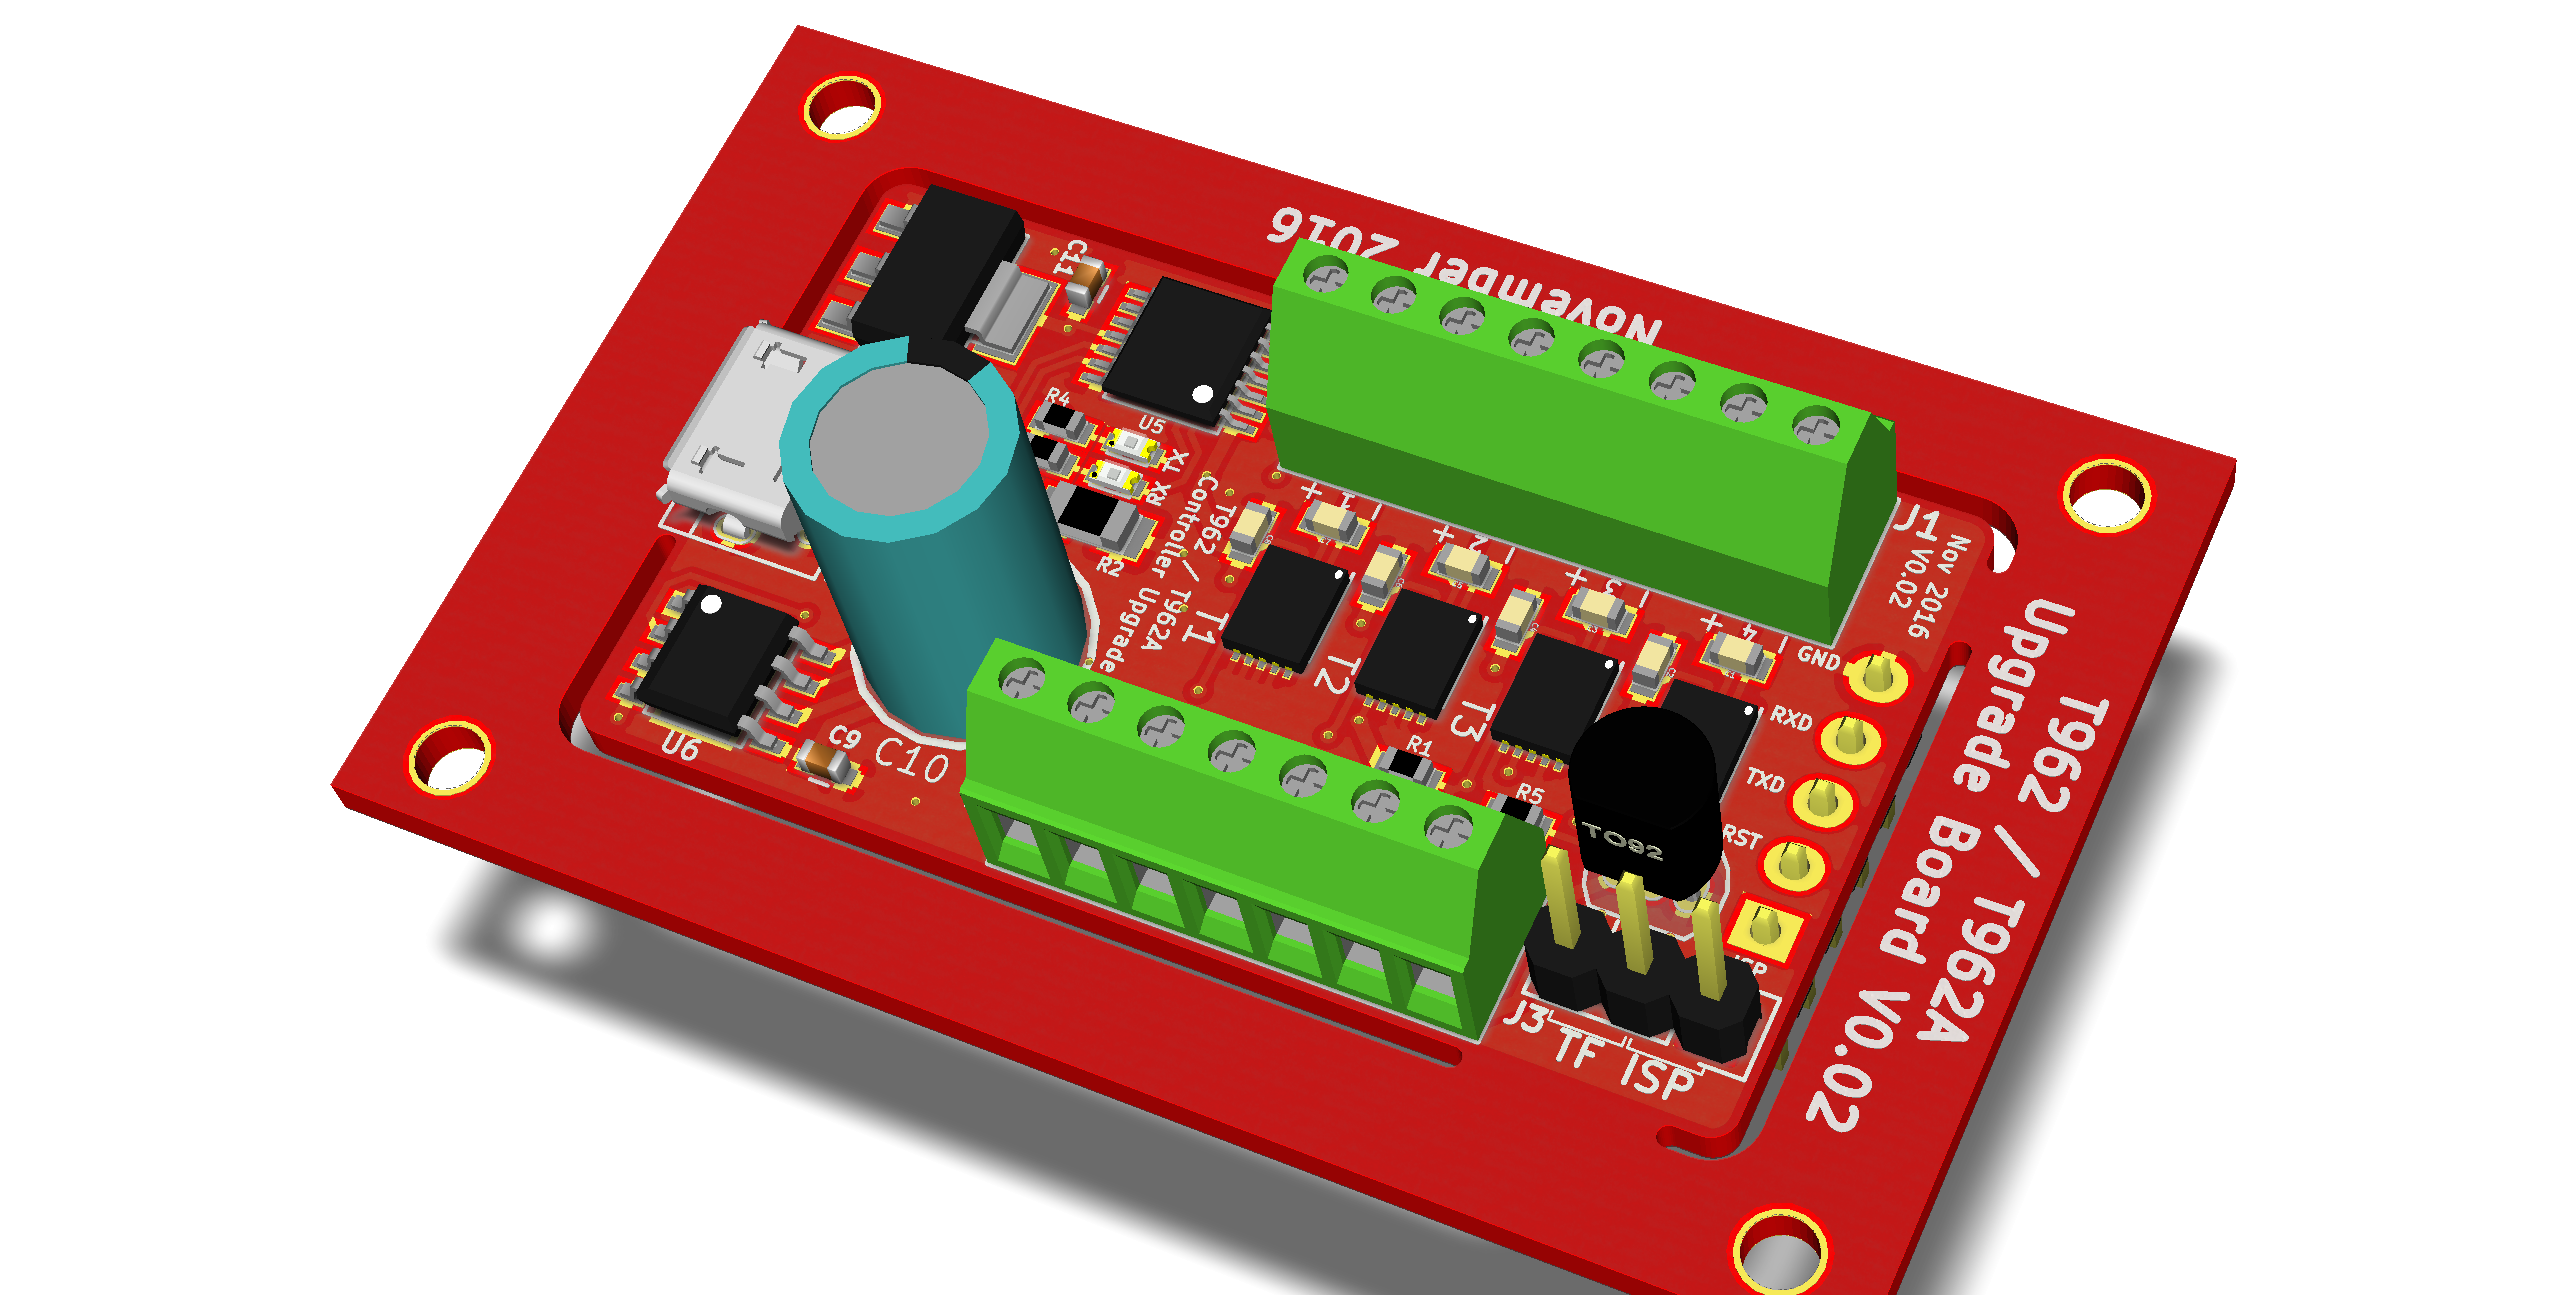 November 2016
C11
R4
U5
TX
RX
R2
T962 / T962A
Controller Upgrade
+ 1 -
+ 2 -
+ 3 -
+ 4 -
J1
Nov 2016
V0.02
T1
T2
T3
GND
RXD
TXD
RST
ISP
R1
R5
TO92
U6
C9
C10
J3
TF ISP
T962 / T962A
Upgrade Board V0.02